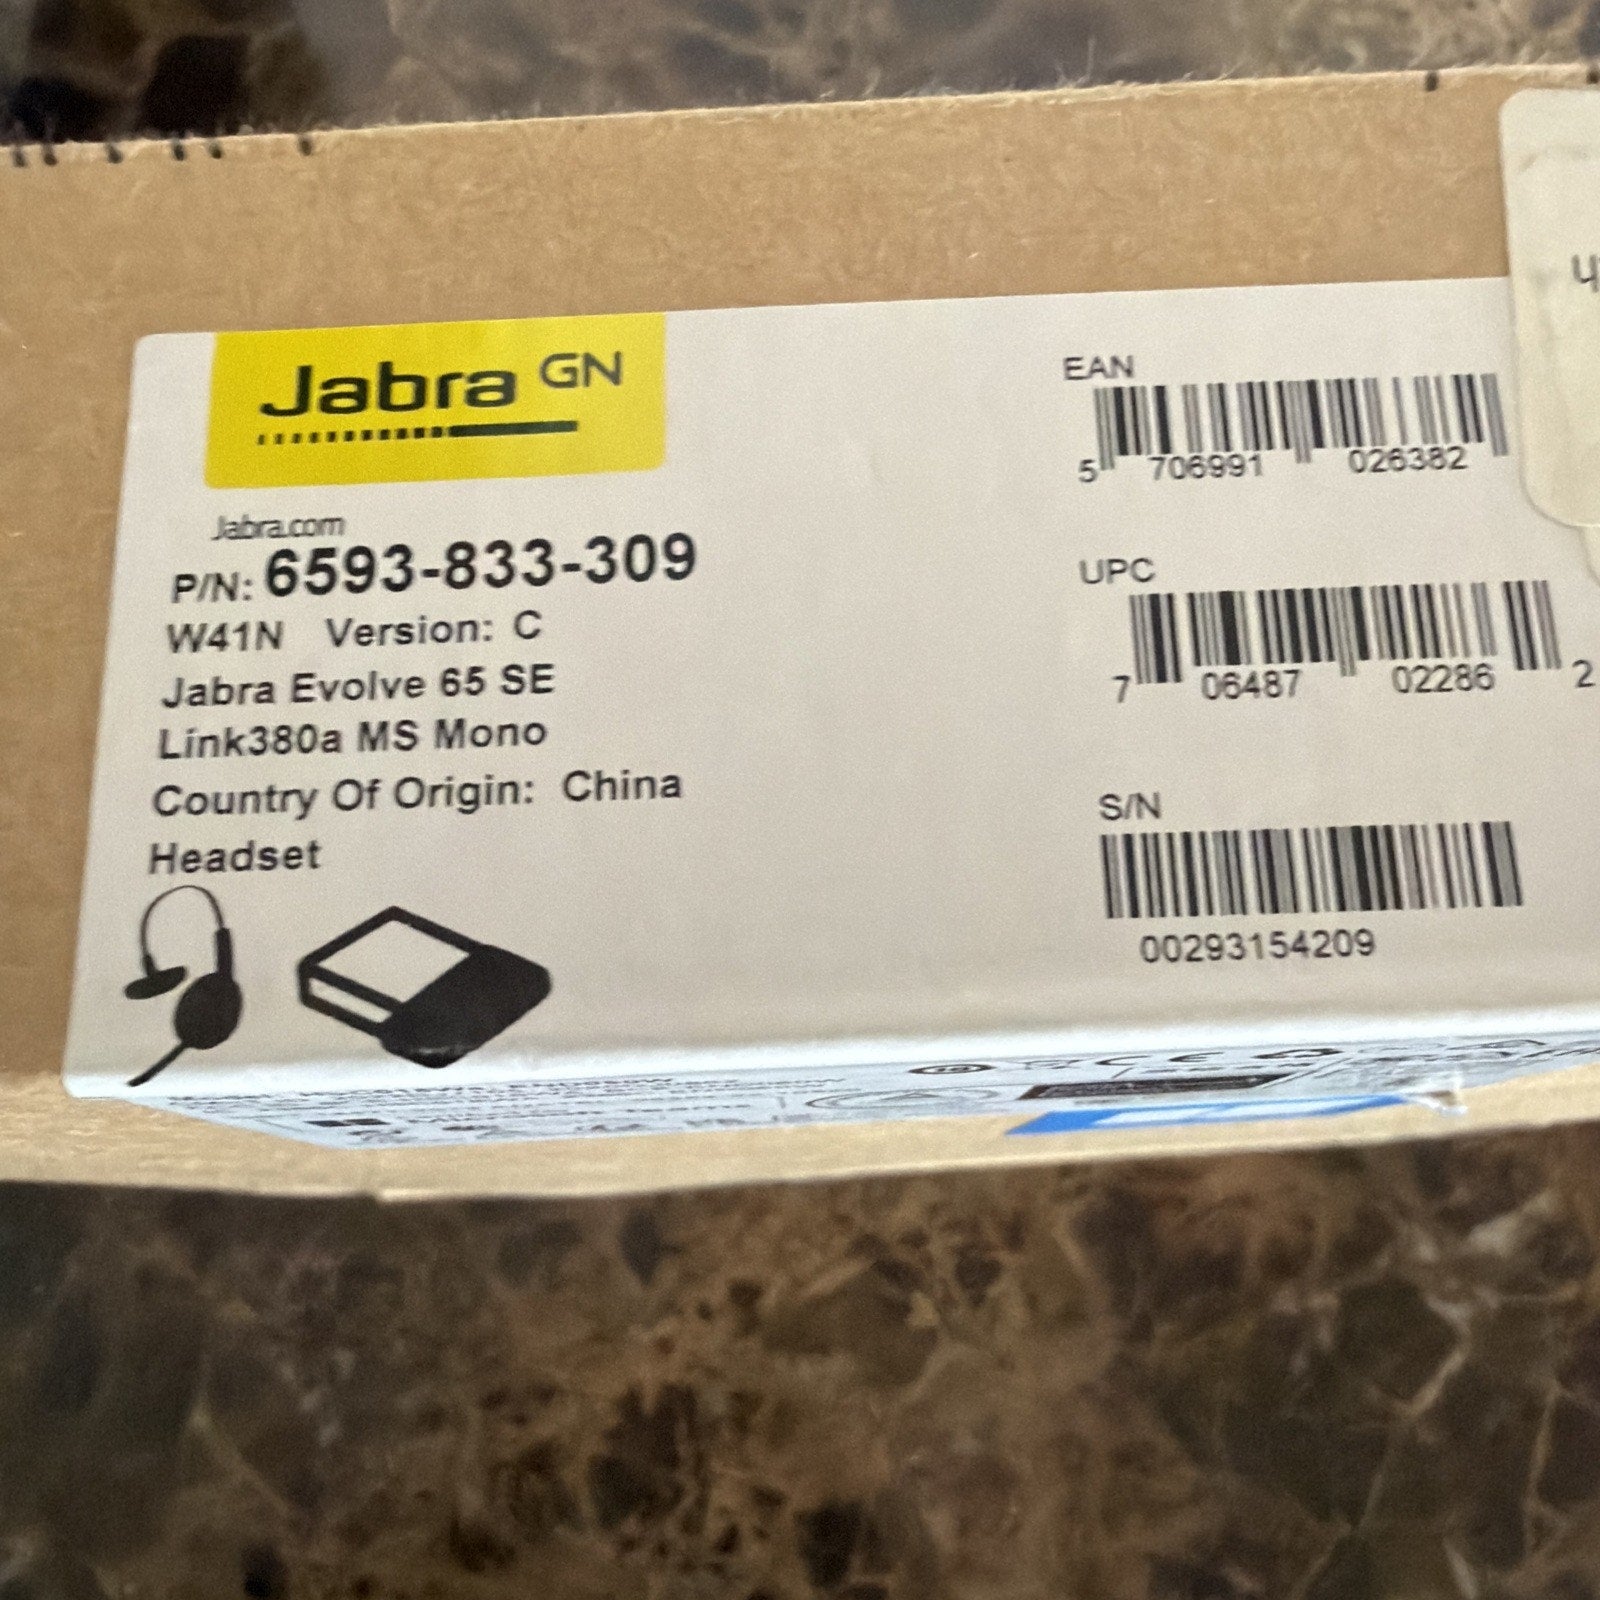 Jabra GN
Jabra.com
P/N: 6593-833-309
W41N Version: C
Jabra Evolve 65 SE
Link380a MS Mono
Country Of Origin: China
Headset
EAN
5 706991 026382
UPC
7 06487 02286 2
S/N
00293154209